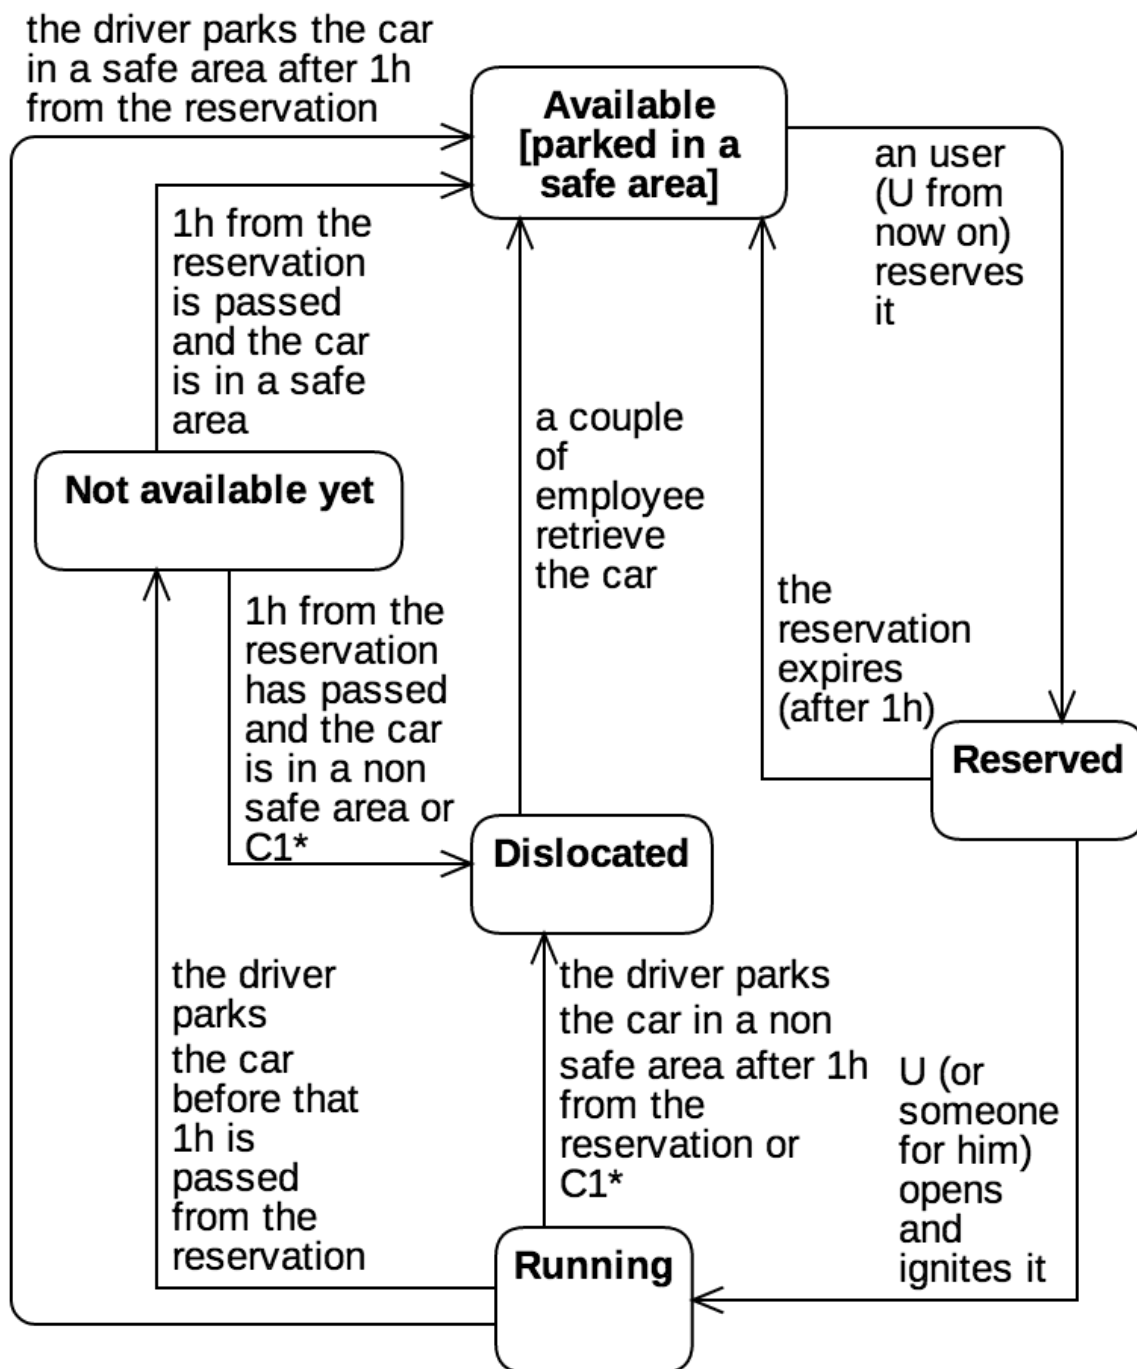 the driver parks the car
in a safe area after 1h
from the reservation
Available
[parked in a
safe area]
an user
(U from
now on)
reserves
it
1h from the
reservation
is passed
and the car
is in a safe
area
a couple
of
employee
retrieve
the car
Not available yet
the
reservation
expires
(after 1h)
1h from the
reservation
has passed
and the car
is in a non
safe area or
C1*
Reserved
Dislocated
the driver
parks
the car
before that
1h is
passed
from the
reservation
the driver parks
the car in a non
safe area after 1h
from the
reservation or
C1*
U (or
someone
for him)
opens
and
ignites it
Running